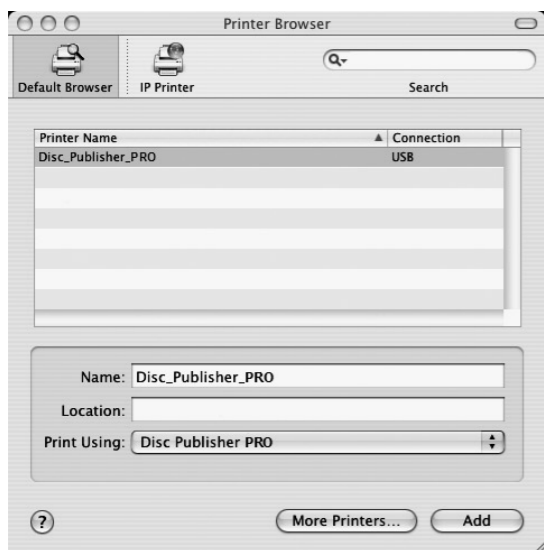 Printer Browser
Default Browser
IP Printer
Search
Printer Name Connection
Disc_Publisher_PRO USB
Name: Disc_Publisher_PRO
Location:
Print Using: Disc Publisher PRO
? More Printers... Add